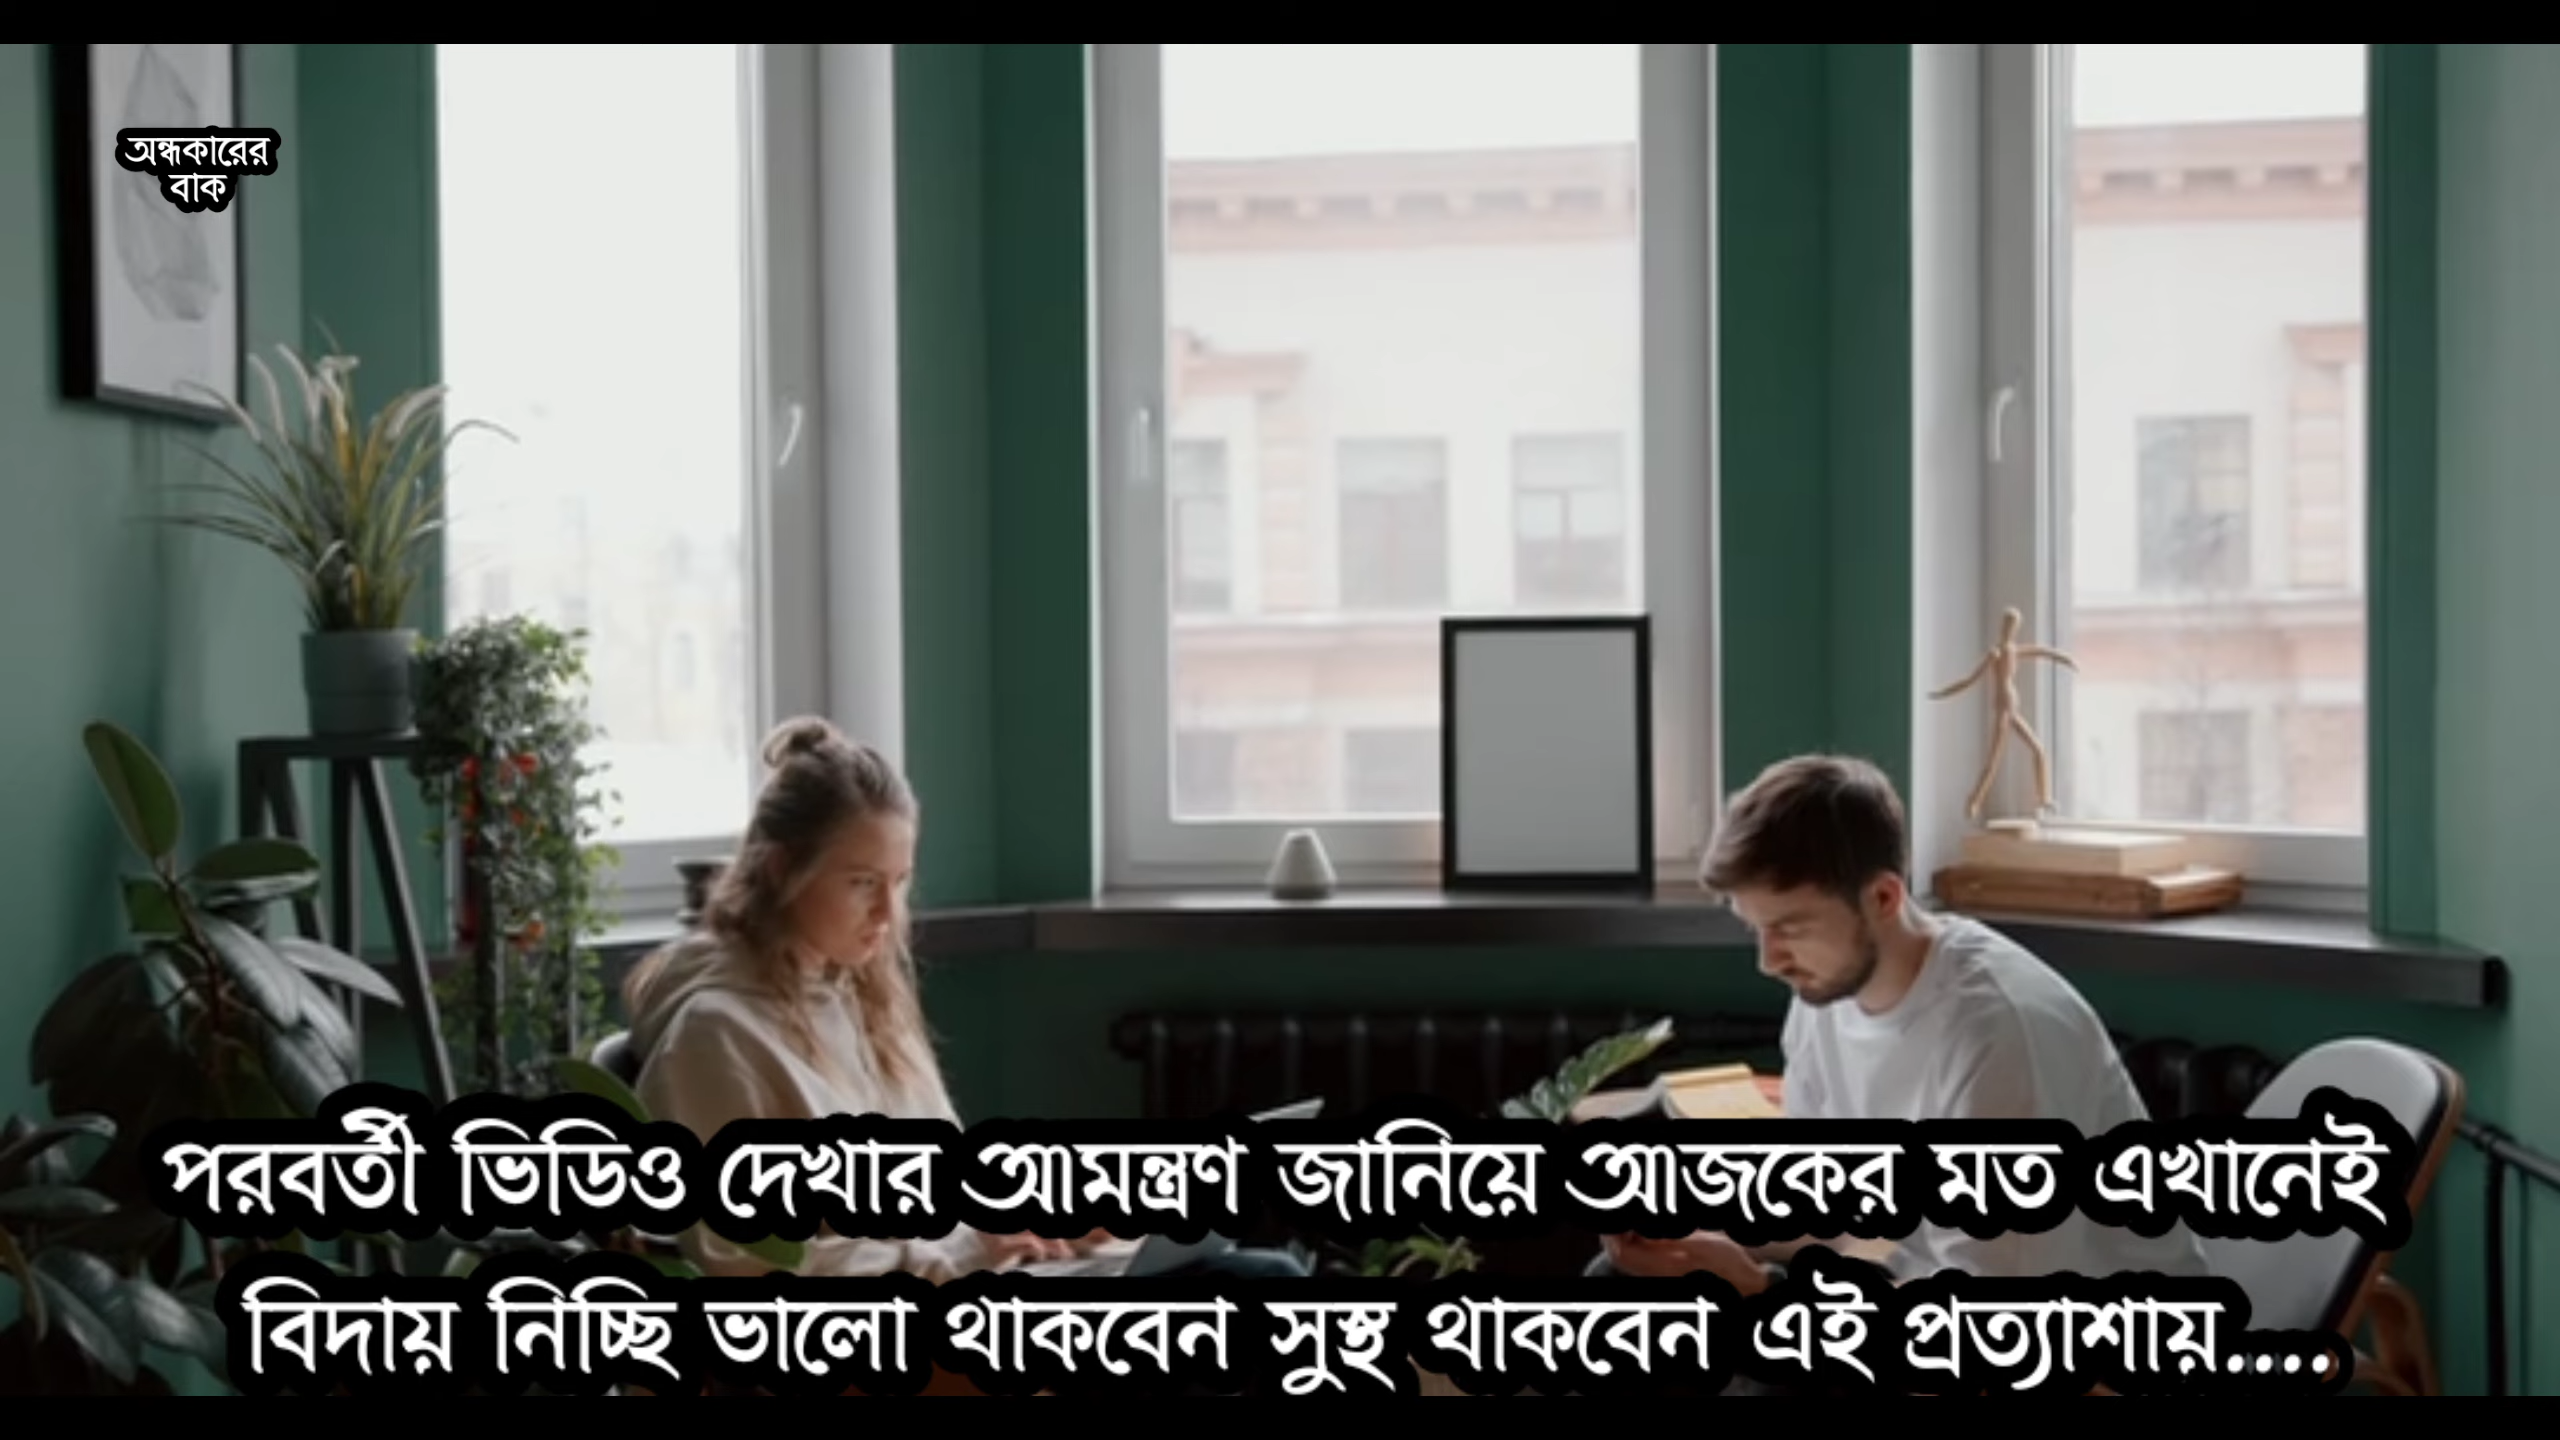 অন্ধকারের
বাক
পরবর্তী ভিডিও দেখার আমন্ত্রণ জানিয়ে আজকের মত এখানেই
বিদায় নিচ্ছি ভালো থাকবেন সুস্থ থাকবেন এই প্রত্যাশায়....